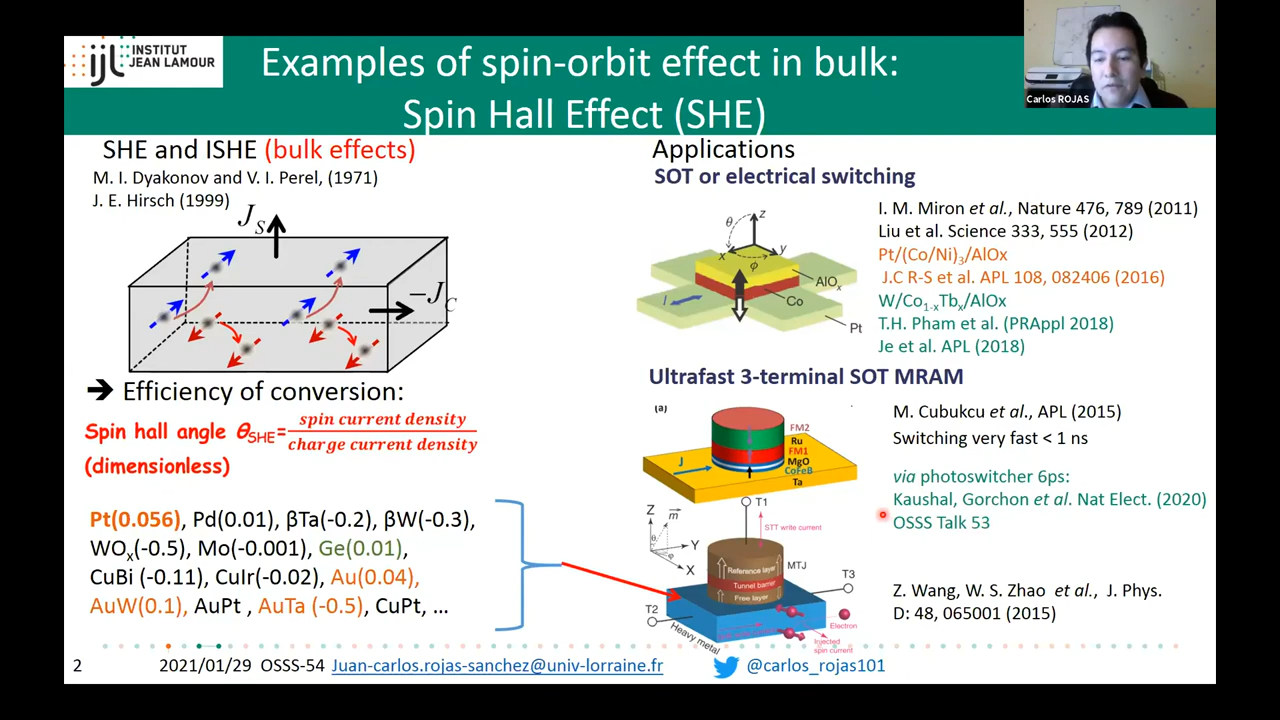 INSTITUT
JEAN LAMOUR
ijl
Examples of spin-orbit effect in bulk:
Spin Hall Effect (SHE)
Carlos ROJAS
SHE and ISHE (bulk effects)
M. I. Dyakonov and V. I. Perel, (1971)
J. E. Hirsch (1999)
J_S
−J_C
➔ Efficiency of conversion:
Spin hall angle θ_SHE= spin current density
charge current density
(dimensionless)
Pt(0.056), Pd(0.01), βTa(-0.2), βW(-0.3),
WOx(-0.5), Mo(-0.001), Ge(0.01),
CuBi (-0.11), CuIr(-0.02), Au(0.04),
AuW(0.1), AuPt , AuTa (-0.5), CuPt, ...
Applications
SOT or electrical switching
z
θ
x
y
φ
I
AlOx
Co
Pt
I. M. Miron et al., Nature 476, 789 (2011)
Liu et al. Science 333, 555 (2012)
Pt/(Co/Ni)3/AlOx
J.C R-S et al. APL 108, 082406 (2016)
W/Co1-xTbx/AlOx
T.H. Pham et al. (PRAppl 2018)
Je et al. APL (2018)
Ultrafast 3-terminal SOT MRAM
(a)
FM2
Ru
FM1
MgO
CoFeB
Ta
J
M. Cubukcu et al., APL (2015)
Switching very fast < 1 ns
via photoswitcher 6ps:
Kaushal, Gorchon et al. Nat Elect. (2020)
OSSS Talk 53
T1
STT write current
Z
m
θ
Y
φ
X
Reference layer
Tunnel barrier
Free layer
MTJ
T3
T2
Heavy metal
Electron
Injected
spin current
Z. Wang, W. S. Zhao et al., J. Phys.
D: 48, 065001 (2015)
2 2021/01/29 OSSS-54 Juan-carlos.rojas-sanchez@univ-lorraine.fr @carlos_rojas101